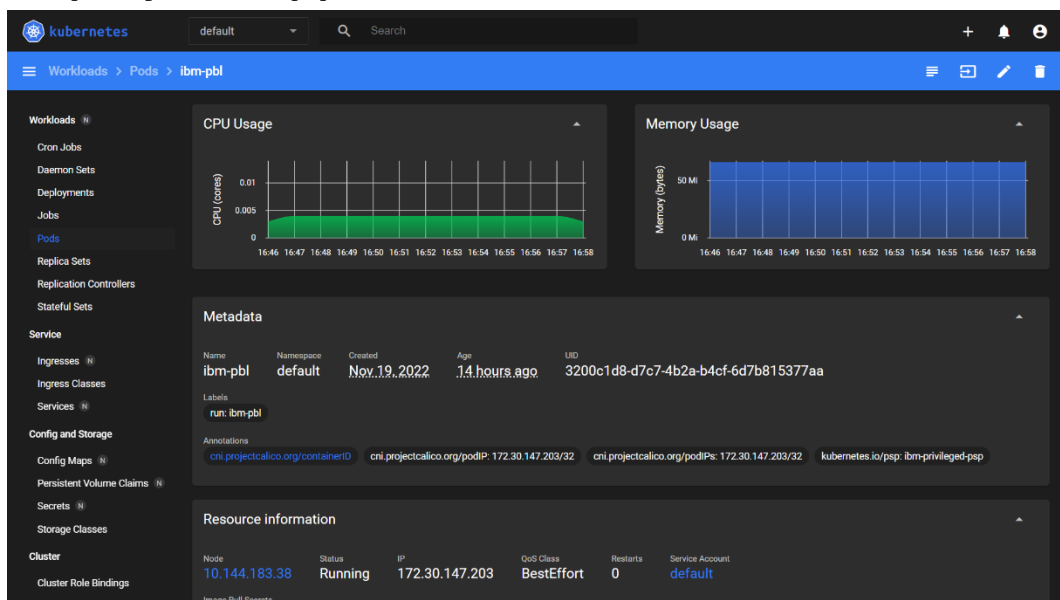 kubernetes
default
Search
Workloads > Pods > ibm-pbl
Workloads N
Cron Jobs
Daemon Sets
Deployments
Jobs
Pods
Replica Sets
Replication Controllers
Stateful Sets
Service
Ingresses N
Ingress Classes
Services N
Config and Storage
Config Maps N
Persistent Volume Claims N
Secrets N
Storage Classes
Cluster
Cluster Role Bindings
CPU Usage
CPU (cores)
0.01
0.005
0
16:46 16:47 16:48 16:49 16:50 16:51 16:52 16:53 16:54 16:55 16:56 16:57 16:58
Memory Usage
Memory (bytes)
50 Mi
0 Mi
16:46 16:47 16:48 16:49 16:50 16:51 16:52 16:53 16:54 16:55 16:56 16:57 16:58
Metadata
Name Namespace Created Age UID
ibm-pbl default Nov 19, 2022 14 hours ago 3200c1d8-d7c7-4b2a-b4cf-6d7b815377aa
Labels
run: ibm-pbl
Annotations
cni.projectcalico.org/containerID cni.projectcalico.org/podIP: 172.30.147.203/32 cni.projectcalico.org/podIPs: 172.30.147.203/32 kubernetes.io/psp: ibm-privileged-psp
Resource information
Node Status IP QoS Class Restarts Service Account
10.144.183.38 Running 172.30.147.203 BestEffort 0 default
Image Pull Secrets